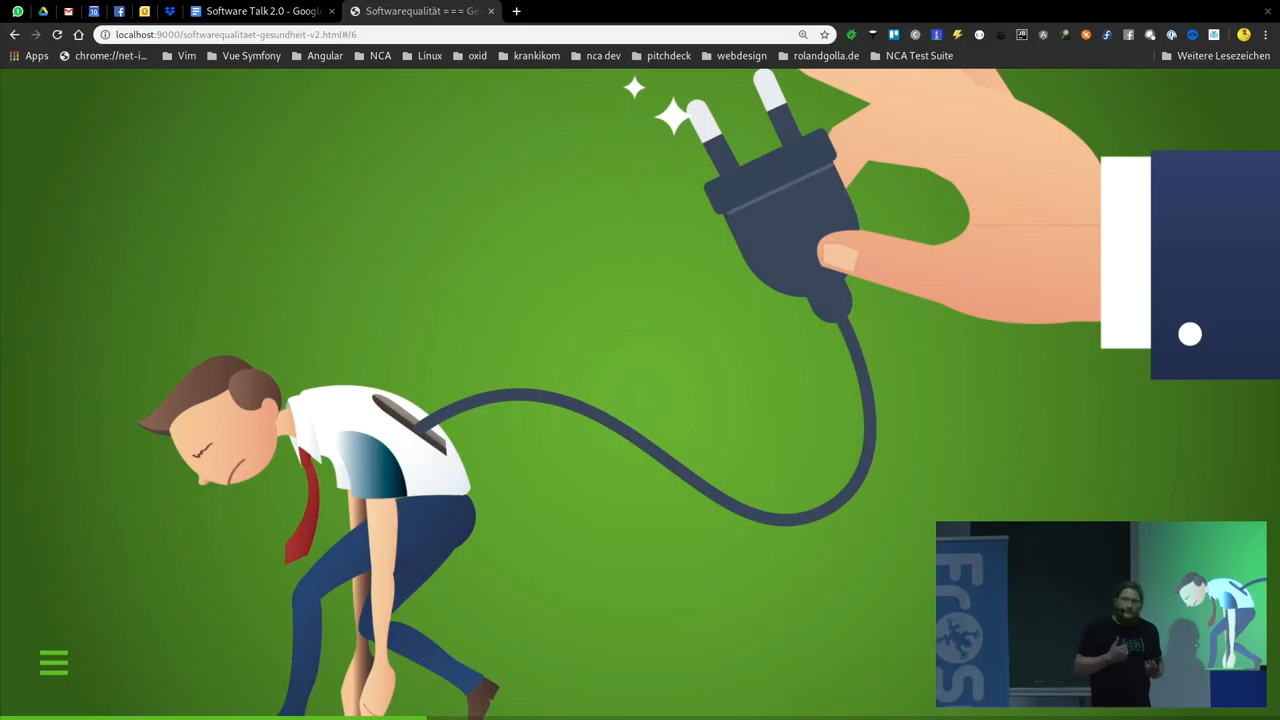 Software Talk 2.0 - Googl
Softwarequalität === Ge
localhost:9000/softwarequalitaet-gesundheit-v2.html#/6
Apps
chrome://net-i...
Vim
Vue Symfony
Angular
NCA
Linux
oxid
krankikom
nca dev
pitchdeck
webdesign
rolandgolla.de
NCA Test Suite
Weitere Lesezeichen
FrOS